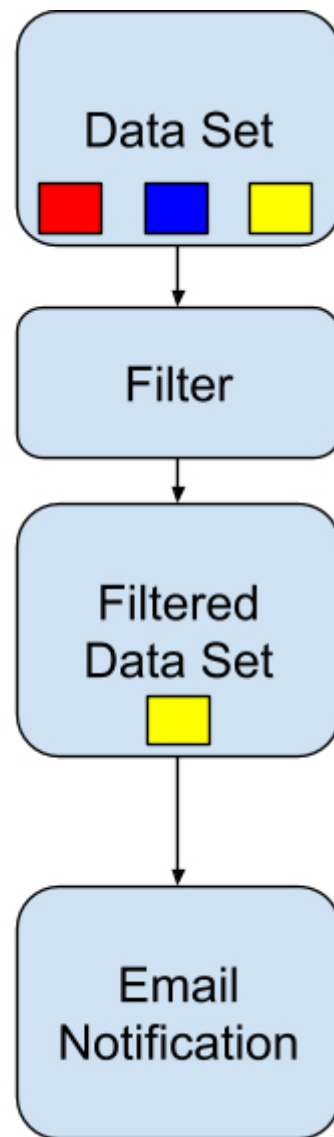 Data Set
Filter
Filtered
Data Set
Email
Notification